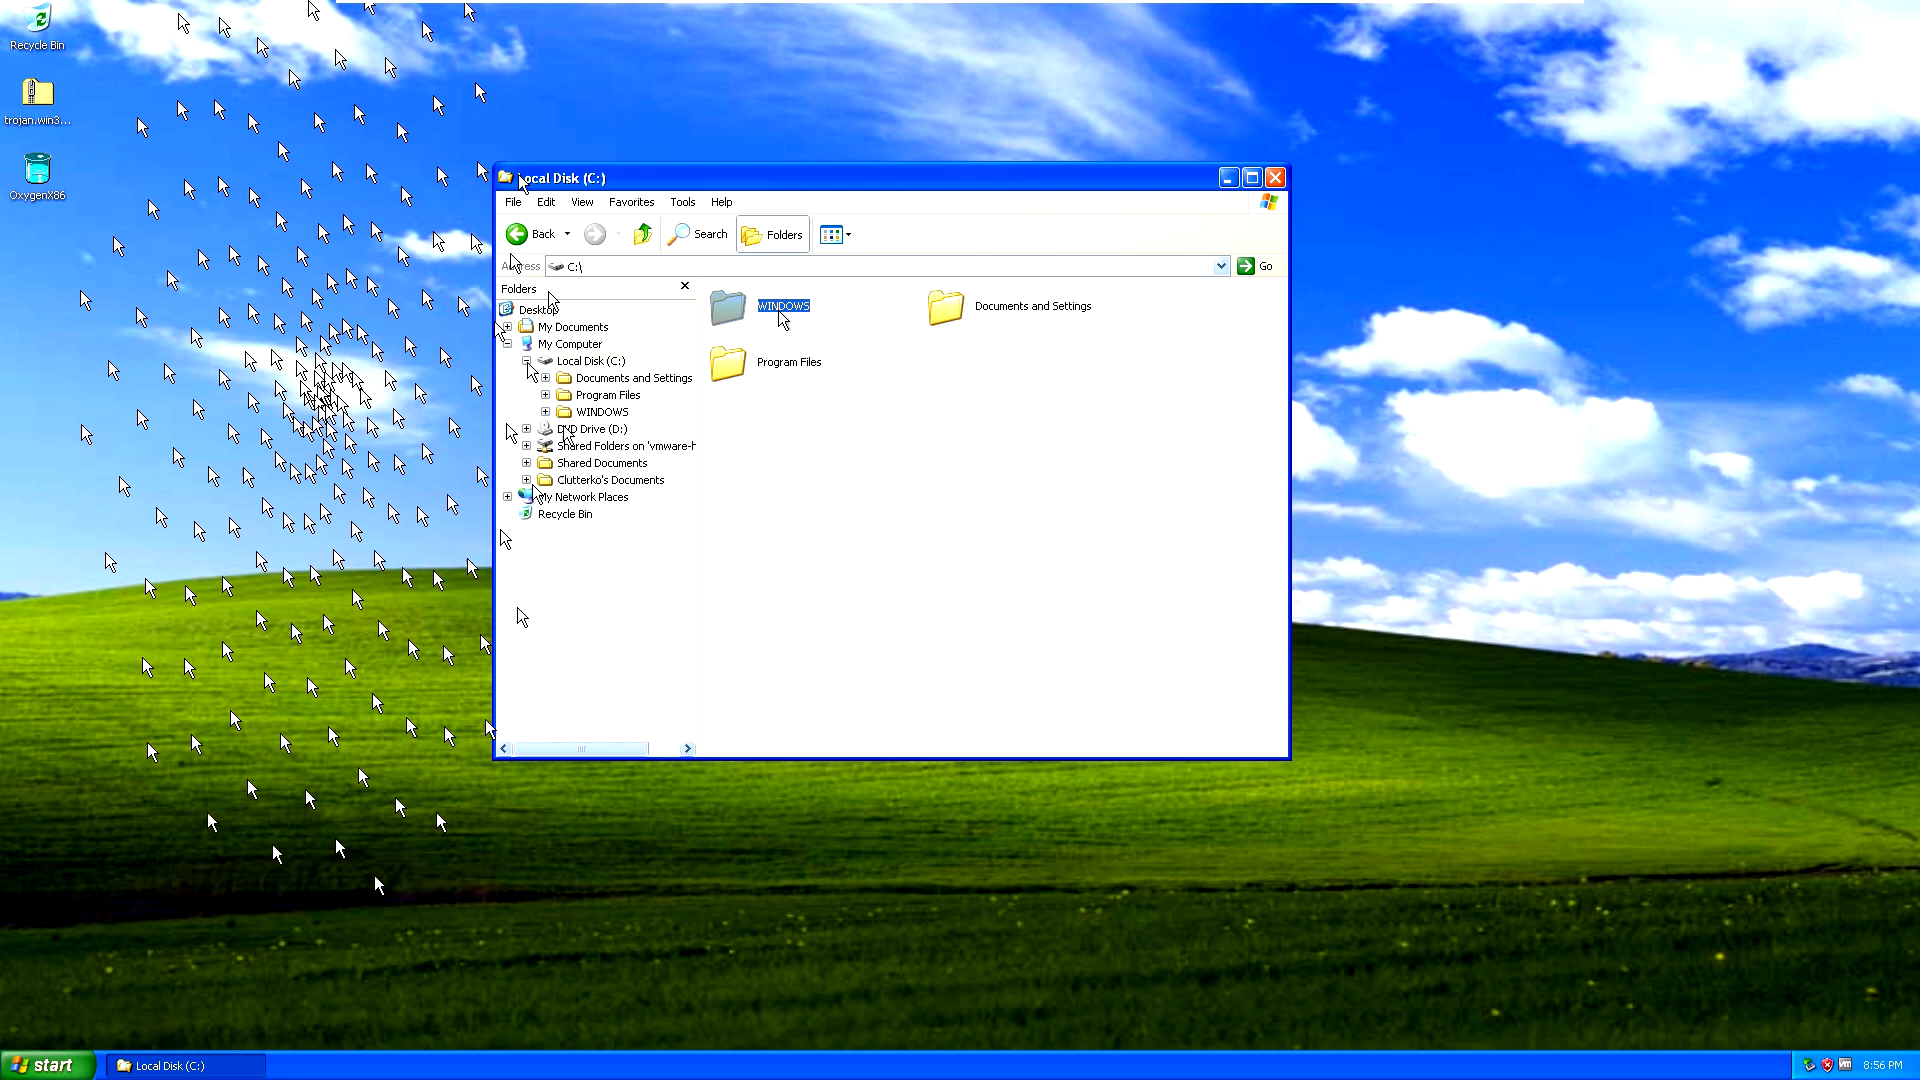 Recycle Bin
trojan.win3...
OxygenX86
Local Disk (C:)
File Edit View Favorites Tools Help
Back Search Folders
Address C:\ Go
Folders
Desktop
My Documents
My Computer
Local Disk (C:)
Documents and Settings
Program Files
WINDOWS
DVD Drive (D:)
Shared Folders on 'vmware-h
Shared Documents
Clutterko's Documents
My Network Places
Recycle Bin
WINDOWS
Documents and Settings
Program Files
start
Local Disk (C:)
vm
8:56 PM